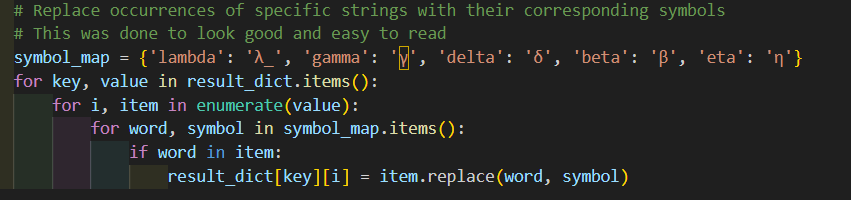 # Replace occurrences of specific strings with their corresponding symbols
# This was done to look good and easy to read
symbol_map = {'lambda': 'λ_', 'gamma': 'γ', 'delta': 'δ', 'beta': 'β', 'eta': 'η'}
for key, value in result_dict.items():
    for i, item in enumerate(value):
        for word, symbol in symbol_map.items():
            if word in item:
                result_dict[key][i] = item.replace(word, symbol)